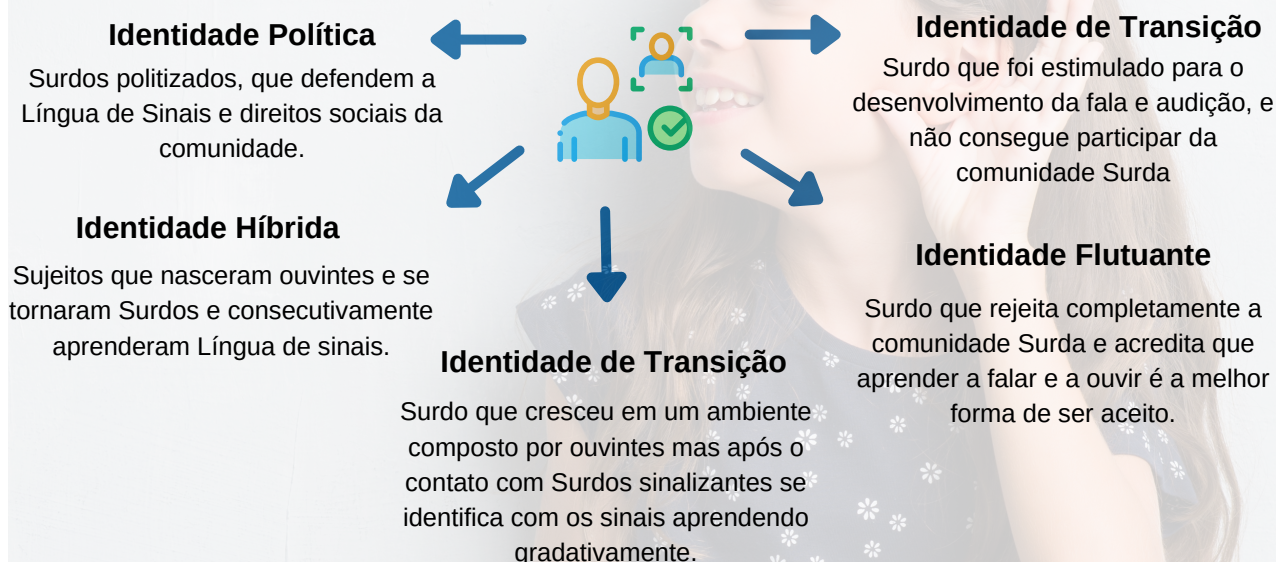 Identidade Política
Surdos politizados, que defendem a
Língua de Sinais e direitos sociais da
comunidade.
Identidade de Transição
Surdo que foi estimulado para o
desenvolvimento da fala e audição, e
não consegue participar da
comunidade Surda
Identidade Híbrida
Sujeitos que nasceram ouvintes e se
tornaram Surdos e consecutivamente
aprenderam Língua de sinais.
Identidade de Transição
Surdo que cresceu em um ambiente
composto por ouvintes mas após o
contato com Surdos sinalizantes se
identifica com os sinais aprendendo
gradativamente.
Identidade Flutuante
Surdo que rejeita completamente a
comunidade Surda e acredita que
aprender a falar e a ouvir é a melhor
forma de ser aceito.